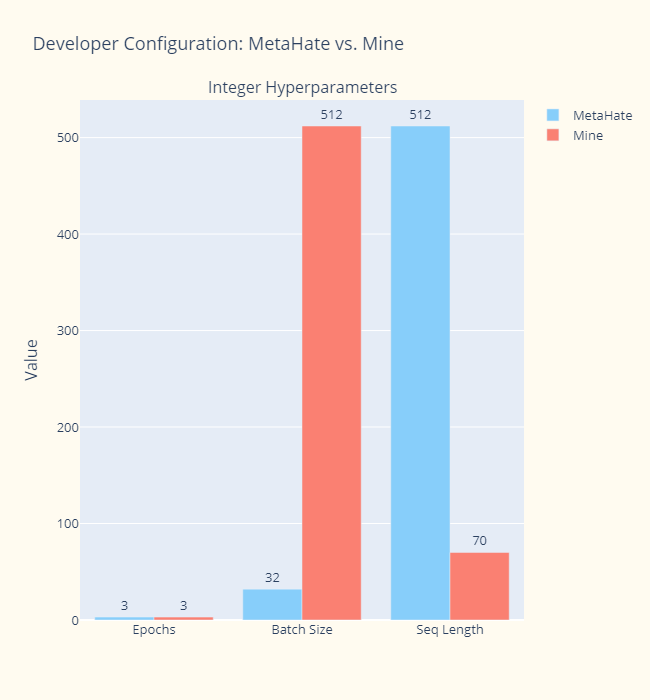 Developer Configuration: MetaHate vs. Mine
Integer Hyperparameters
MetaHate
Mine
Value
500
400
300
200
100
0
3
3
32
512
512
70
Epochs
Batch Size
Seq Length